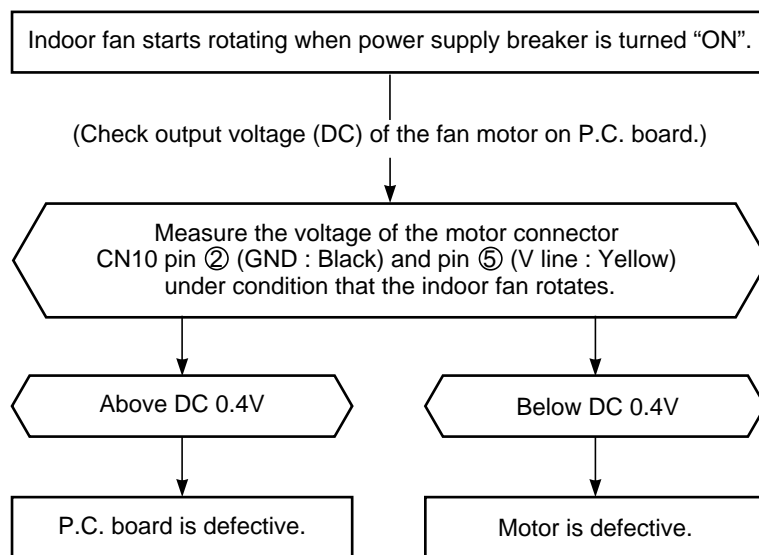 Indoor fan starts rotating when power supply breaker is turned “ON”.
(Check output voltage (DC) of the fan motor on P.C. board.)
Measure the voltage of the motor connector
CN10 pin ② (GND : Black) and pin ⑤ (V line : Yellow)
under condition that the indoor fan rotates.
Above DC 0.4V
Below DC 0.4V
P.C. board is defective.
Motor is defective.